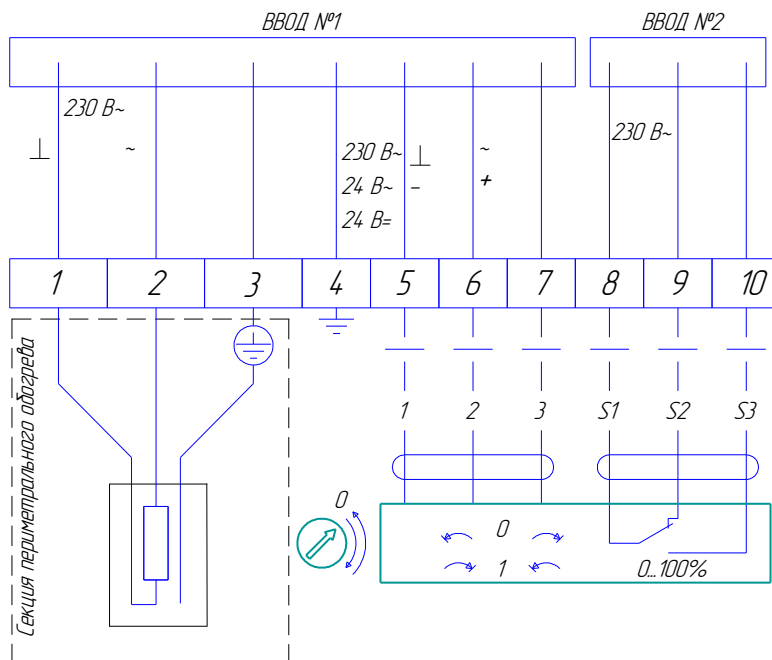 ВВОД №1
ВВОД №2
230 В~
~
230 В~
~
230 В~
24 В~
-
+
24 В=
1 2 3 4 5 6 7 8 9 10
Секция периметрального обогрева
1 2 3 S1 S2 S3
0
0
1
0...100%